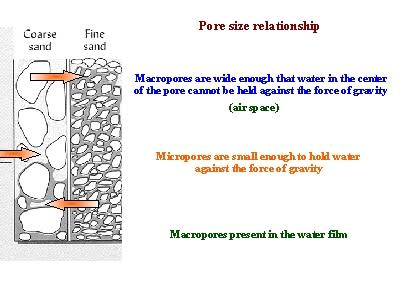 Pore size relationship
Coarse sand
Fine sand
Macropores are wide enough that water in the center
of the pore cannot be held against the force of gravity
(air space)
Micropores are small enough to hold water
against the force of gravity
Macropores present in the water film